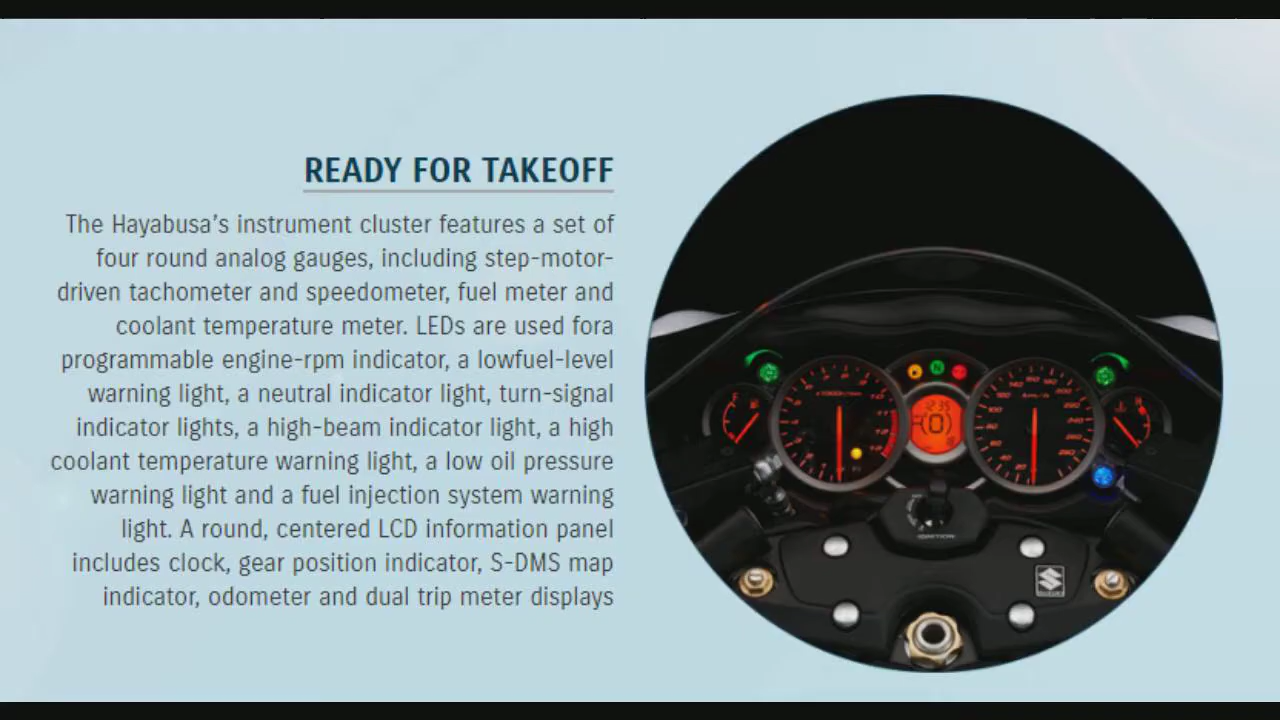 READY FOR TAKEOFF
The Hayabusa's instrument cluster features a set of
four round analog gauges, including step-motor-
driven tachometer and speedometer, fuel meter and
coolant temperature meter. LEDs are used fora
programmable engine-rpm indicator, a lowfuel-level
warning light, a neutral indicator light, turn-signal
indicator lights, a high-beam indicator light, a high
coolant temperature warning light, a low oil pressure
warning light and a fuel injection system warning
light. A round, centered LCD information panel
includes clock, gear position indicator, S-DMS map
indicator, odometer and dual trip meter displays
N
F
H
km/h
IGNITION
SUZUKI